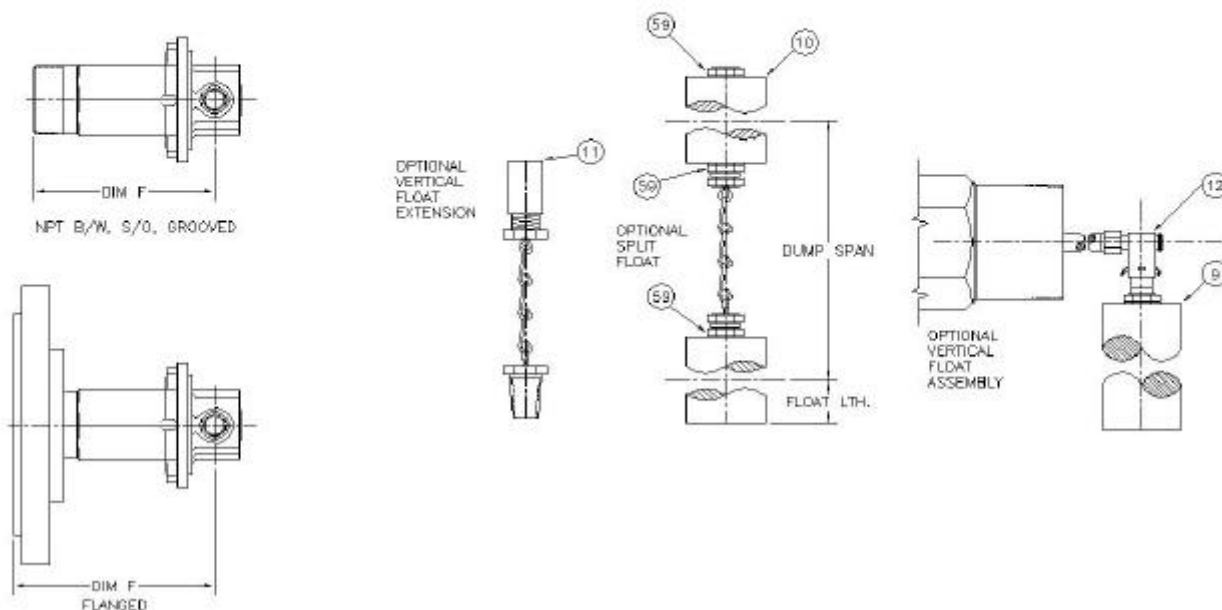 59
10
11
OPTIONAL
VERTICAL
FLOAT
EXTENSION
59
DIM F
NPT B/W, S/O, GROOVED
OPTIONAL
SPLIT
FLOAT
DUMP SPAN
12
59
9
OPTIONAL
VERTICAL
FLOAT
ASSEMBLY
FLOAT LTH.
DIM F
FLANGED